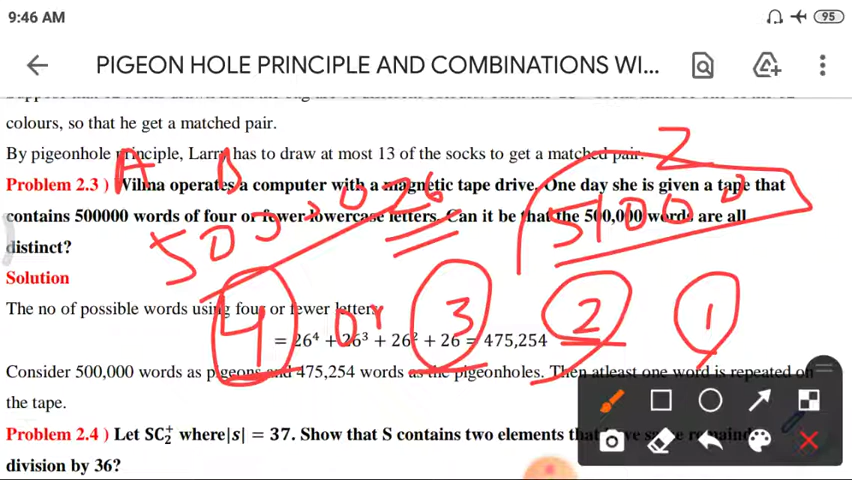 9:46 AM
95
PIGEON HOLE PRINCIPLE AND COMBINATIONS WI...
colours, so that he get a matched pair.
By pigeonhole principle, Larry has to draw at most 13 of the socks to get a matched pair.
A B Z
Problem 2.3 ) Wilma operates a computer with a magnetic tape drive. One day she is given a tape that
26
contains 500000 words of four or fewer lowercase letters. Can it be that the 500,000 words are all
distinct?
Solution
The no of possible words using four or fewer letters
4 or 3 2 1
= 26⁴ + 26³ + 26² + 26 = 475,254
Consider 500,000 words as pigeons and 475,254 words as the pigeonholes. Then atleast one word is repeated on
the tape.
Problem 2.4 ) Let SC₂⁺ where|s| = 37. Show that S contains two elements
division by 36?